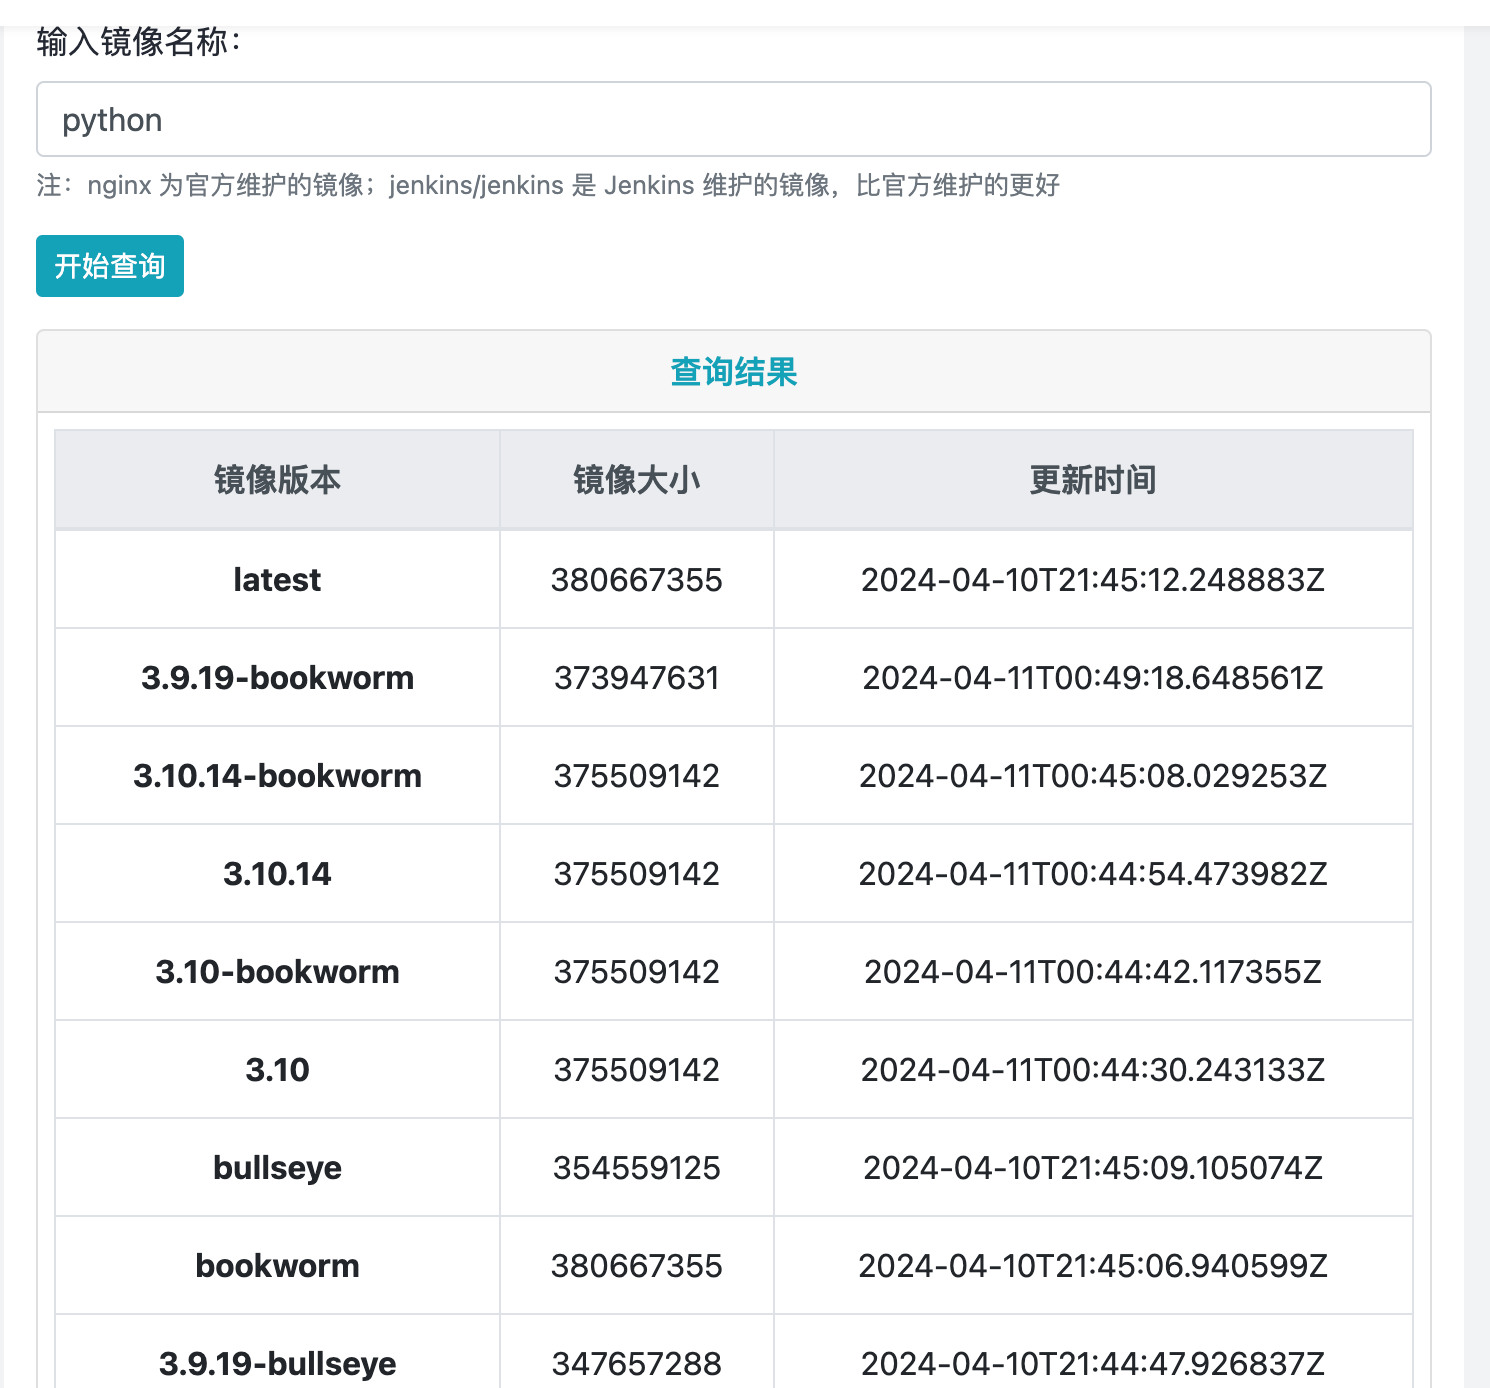 输入镜像名称：
python
注：nginx 为官方维护的镜像；jenkins/jenkins 是 Jenkins 维护的镜像，比官方维护的更好
开始查询
查询结果
镜像版本 镜像大小 更新时间
latest 380667355 2024-04-10T21:45:12.248883Z
3.9.19-bookworm 373947631 2024-04-11T00:49:18.648561Z
3.10.14-bookworm 375509142 2024-04-11T00:45:08.029253Z
3.10.14 375509142 2024-04-11T00:44:54.473982Z
3.10-bookworm 375509142 2024-04-11T00:44:42.117355Z
3.10 375509142 2024-04-11T00:44:30.243133Z
bullseye 354559125 2024-04-10T21:45:09.105074Z
bookworm 380667355 2024-04-10T21:45:06.940599Z
3.9.19-bullseye 347657288 2024-04-10T21:44:47.926837Z